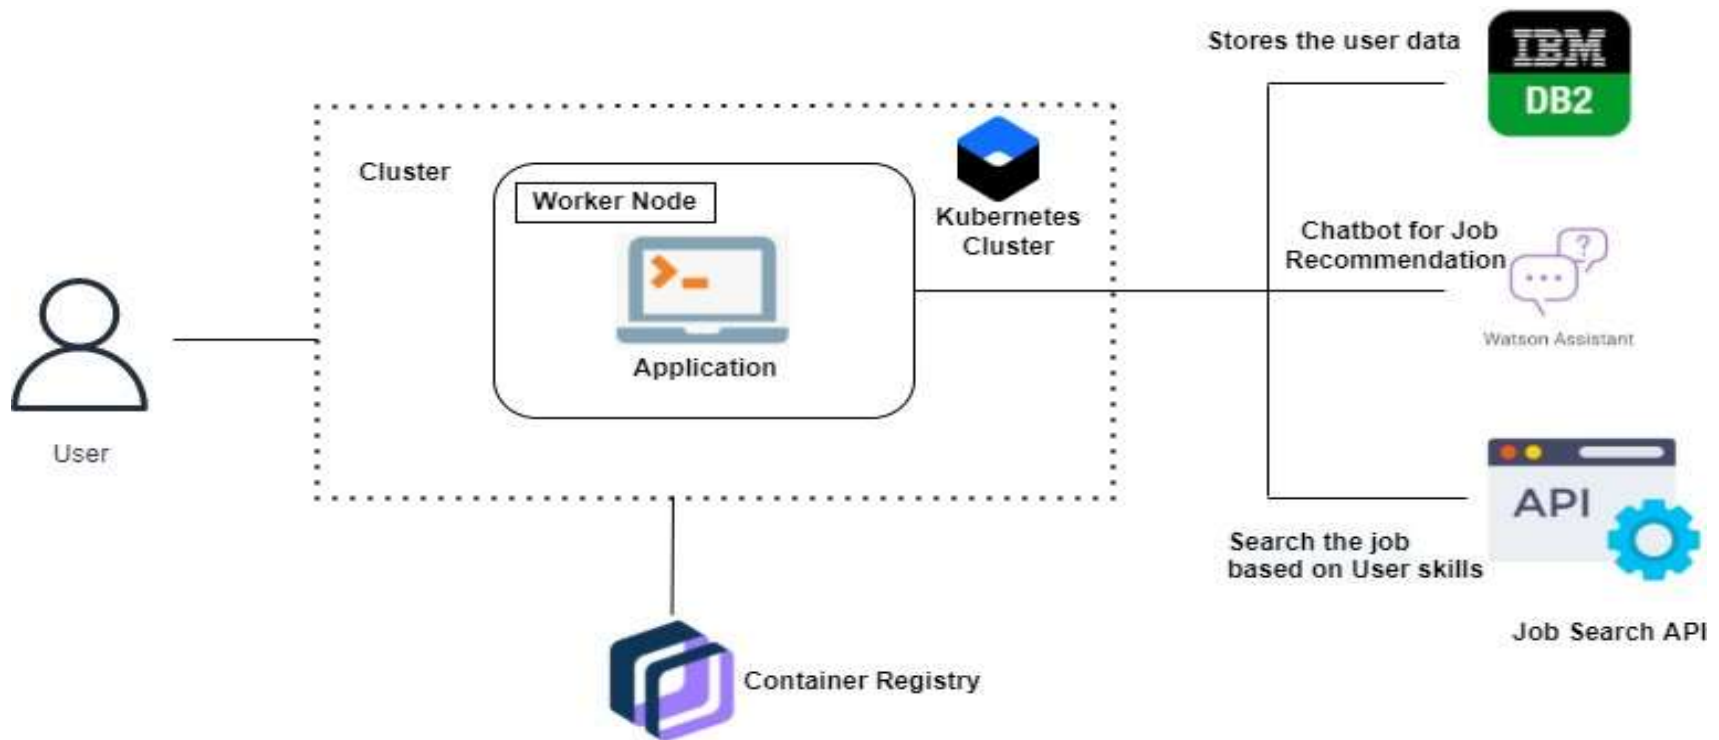 Stores the user data
IBM
DB2
Cluster
Worker Node
Kubernetes
Cluster
Application
Chatbot for Job
Recommendation
?
Watson Assistant
User
API
Search the job
based on User skills
Job Search API
Container Registry